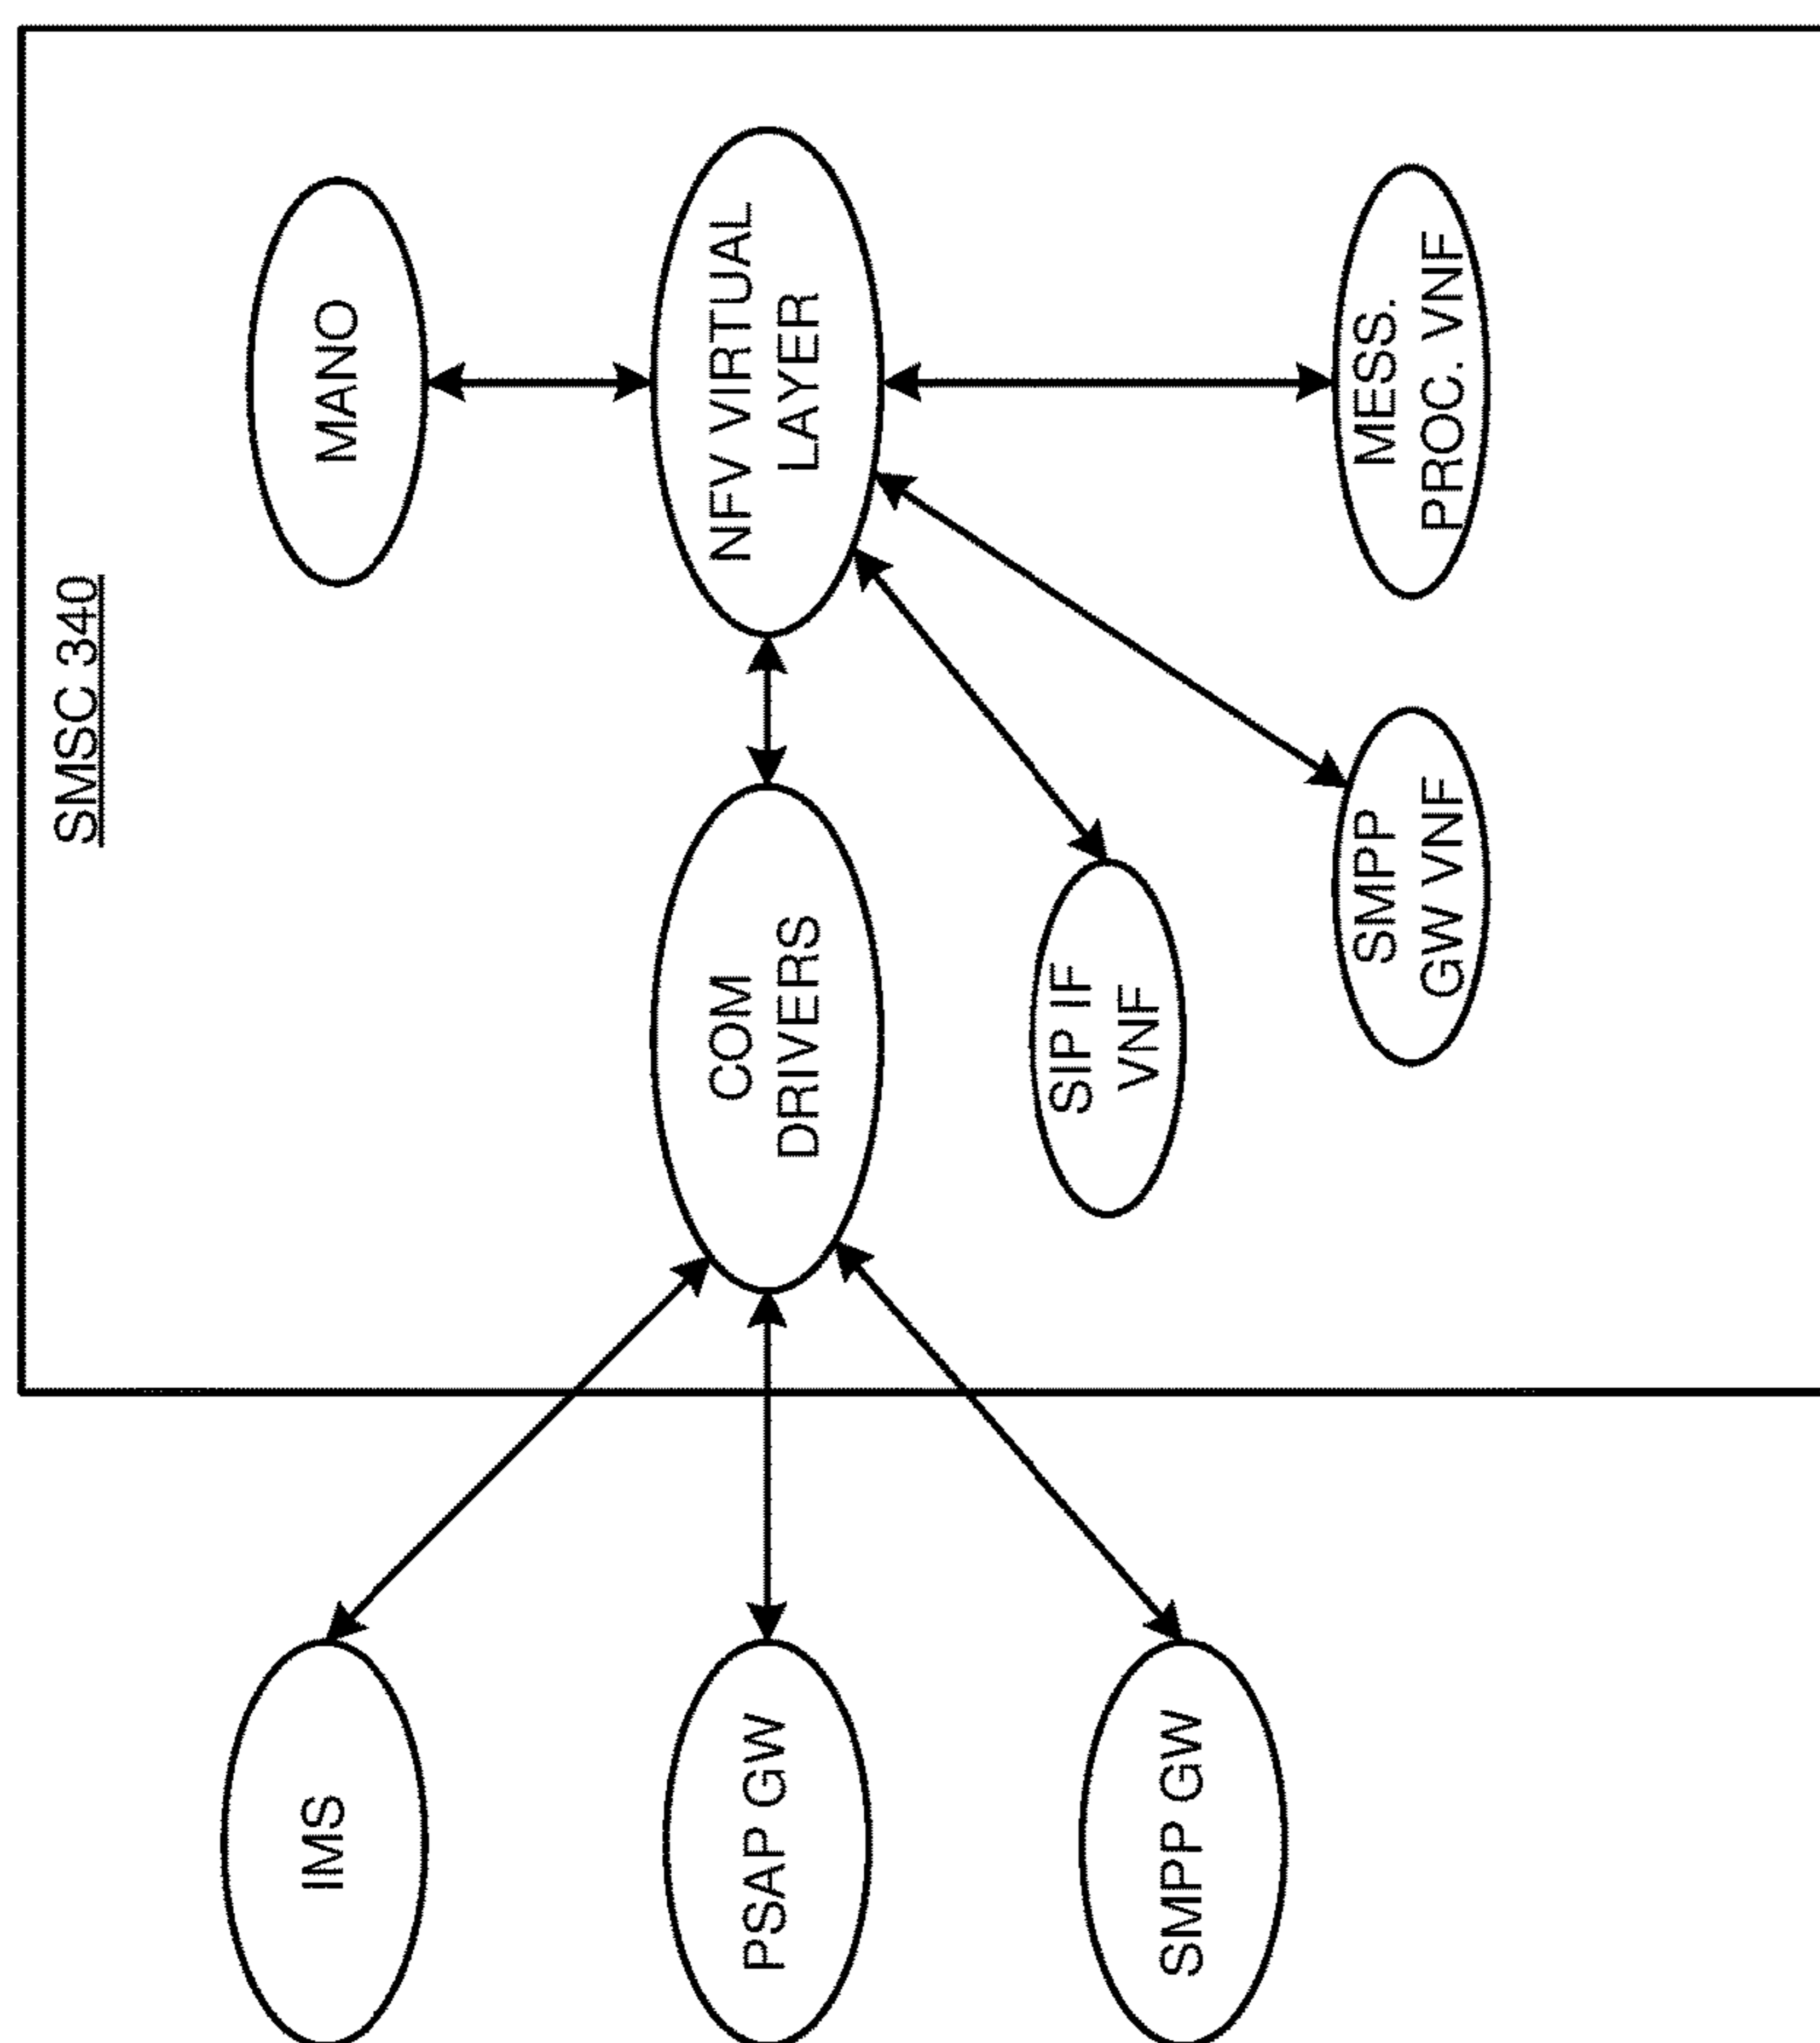 SMSC 340
IMS
MANO
PSAP GW
COM
DRIVERS
NFV VIRTUAL
LAYER
SMPP GW
SIP IF
VNF
SMPP
GW VNF
MESS.
PROC. VNF